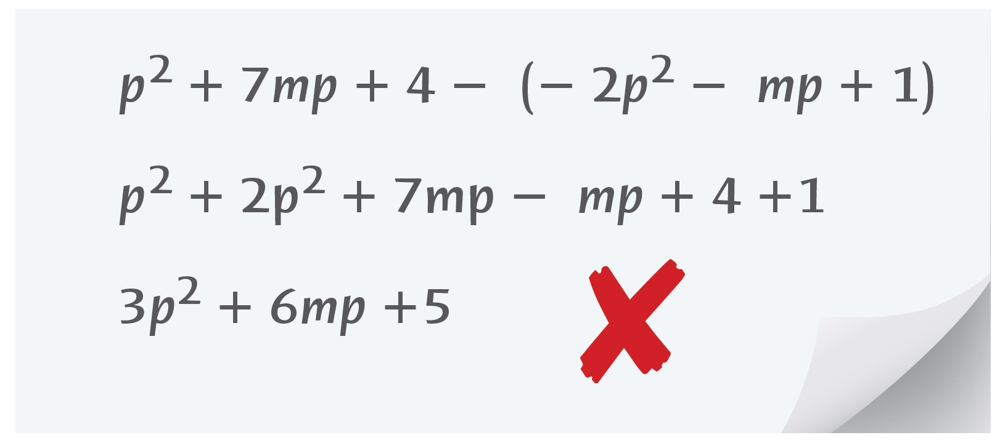 p² + 7mp + 4 − (− 2p² − mp + 1)
p² + 2p² + 7mp − mp + 4 +1
3p² + 6mp +5